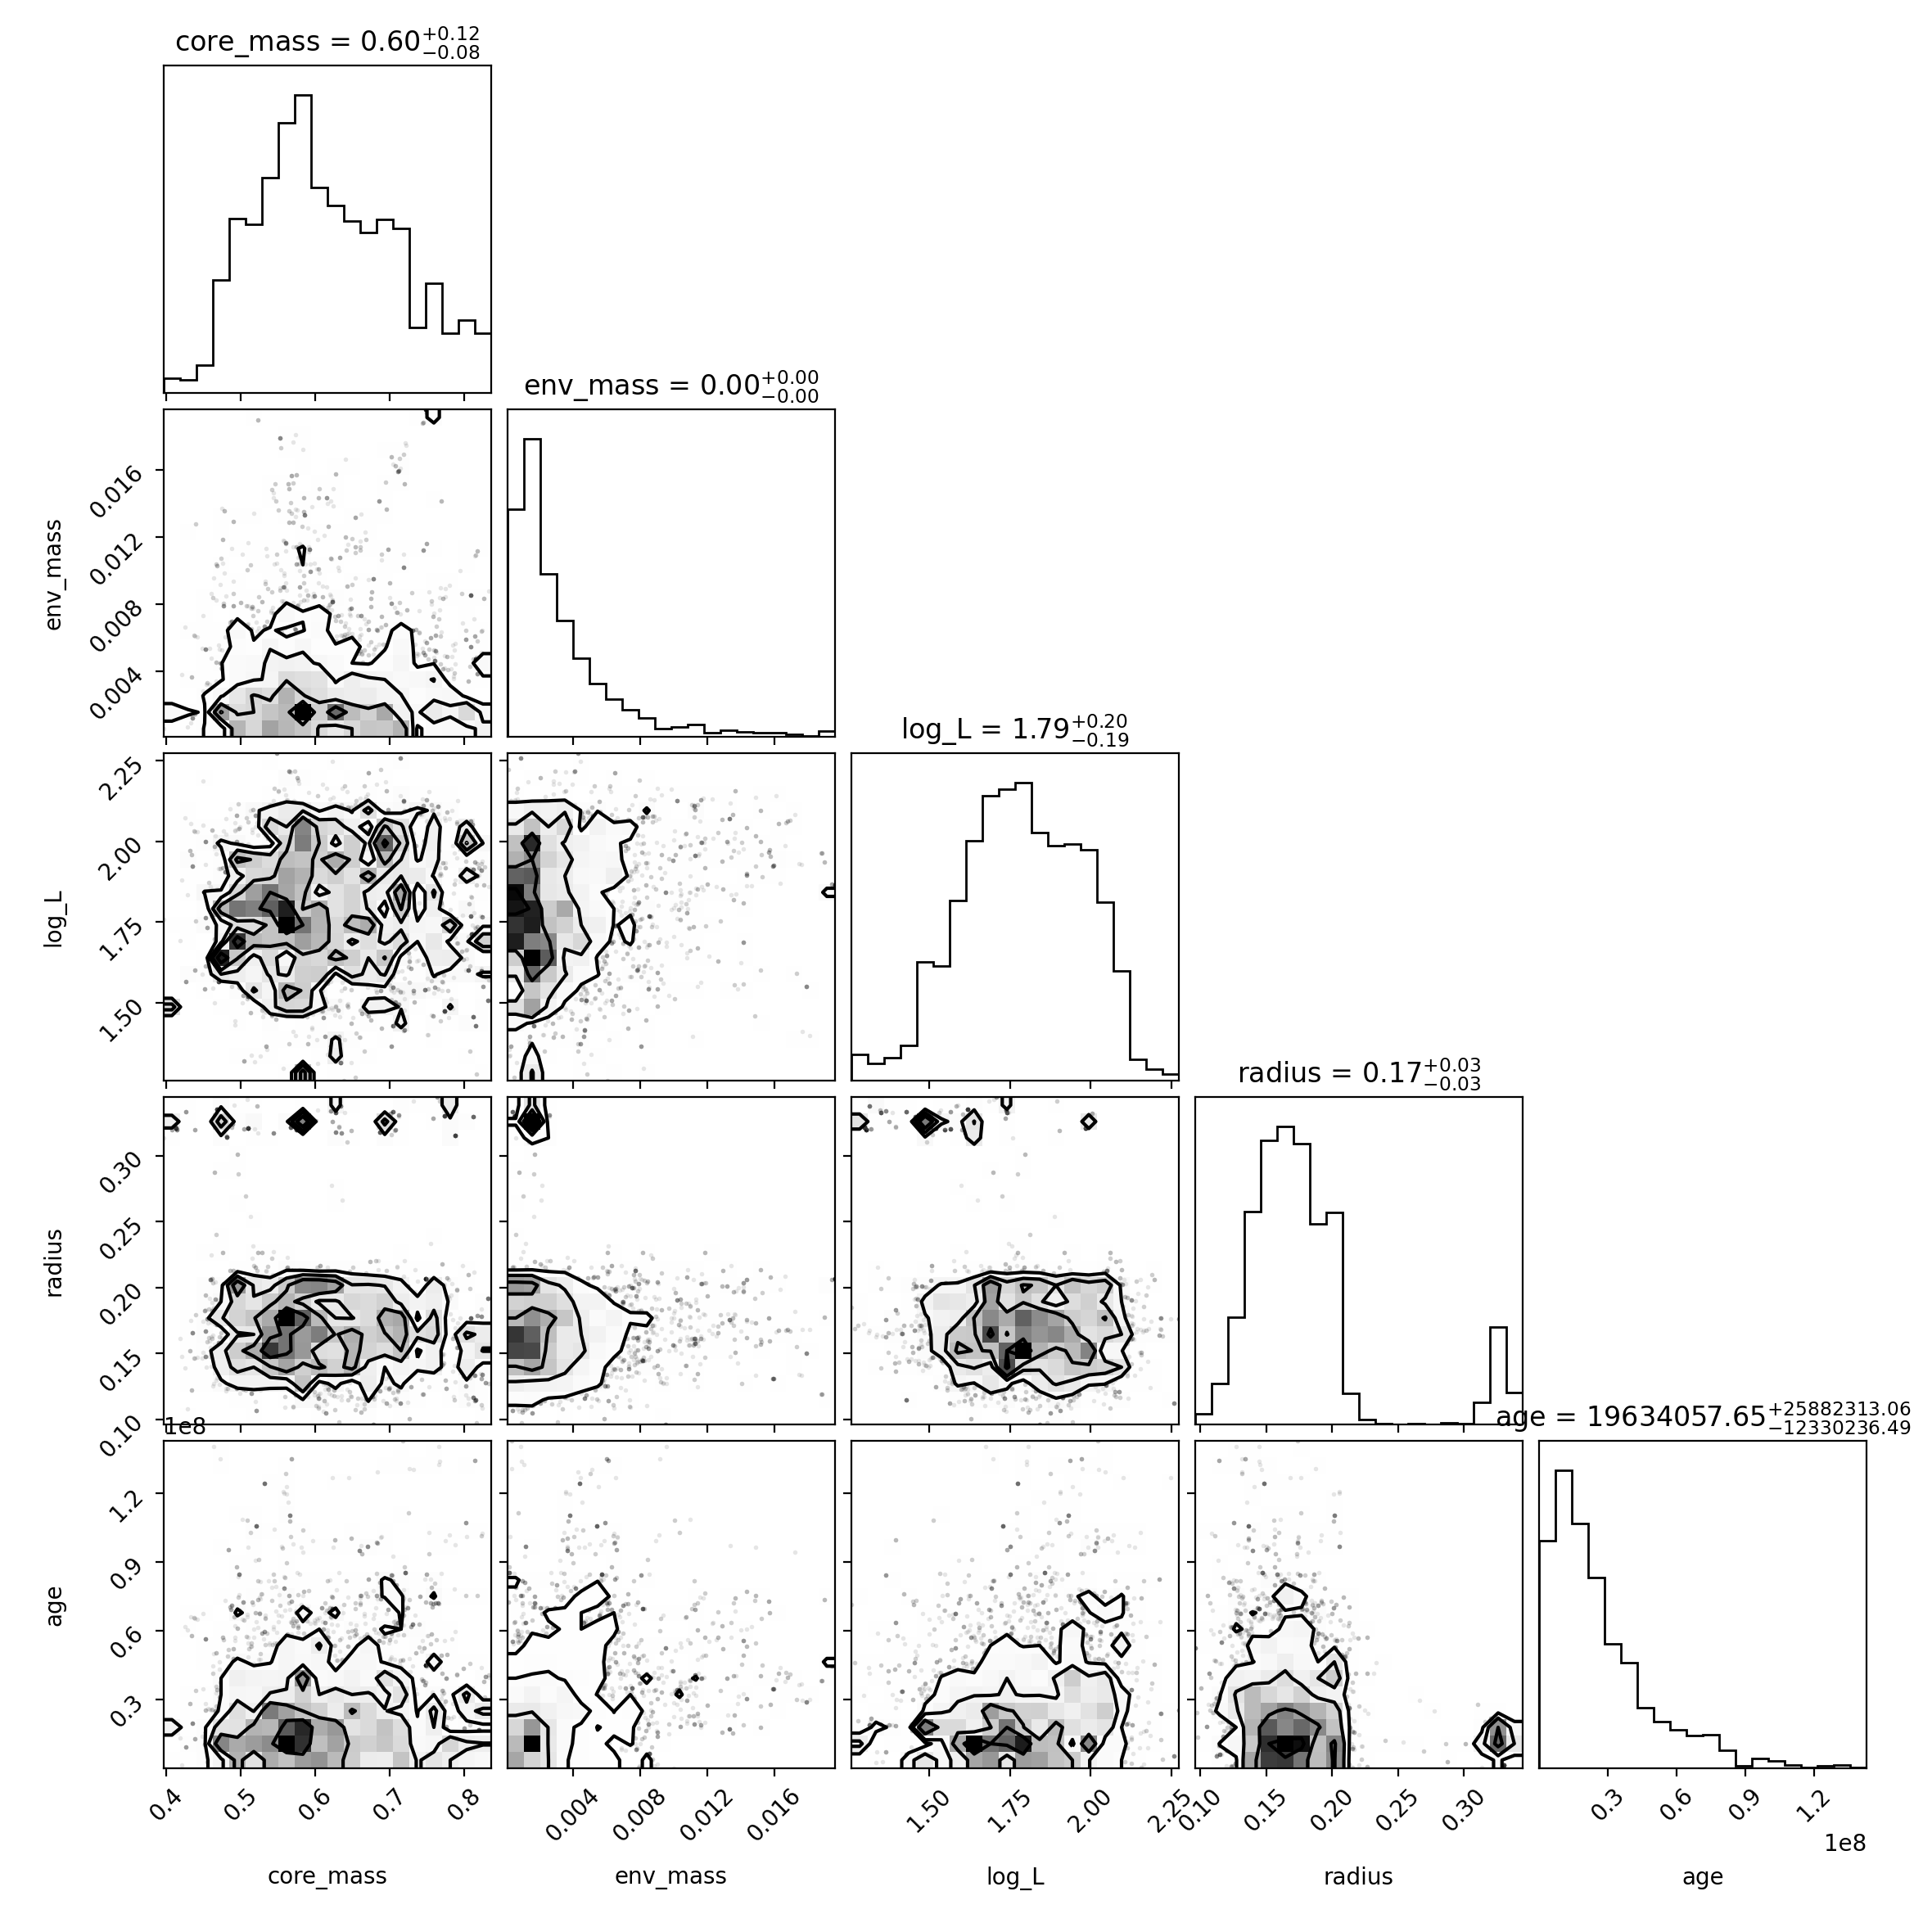 core_mass = 0.60+0.12 −0.08
env_mass = 0.00+0.00 −0.00
0.016
0.012
0.008
0.004
env_mass
log_L = 1.79+0.20 −0.19
2.25
2.00
1.75
1.50
log_L
radius = 0.17+0.03 −0.03
0.30
0.25
0.20
0.15
0.10
radius
1e8
age = 19634057.65+25882313.06 −12330236.49
1.2
0.9
0.6
0.3
age
0.4 0.5 0.6 0.7 0.8
0.004 0.008 0.012 0.016
1.50 1.75 2.00 2.25
0.10 0.15 0.20 0.25 0.30
0.3 0.6 0.9 1.2
1e8
core_mass env_mass log_L radius age